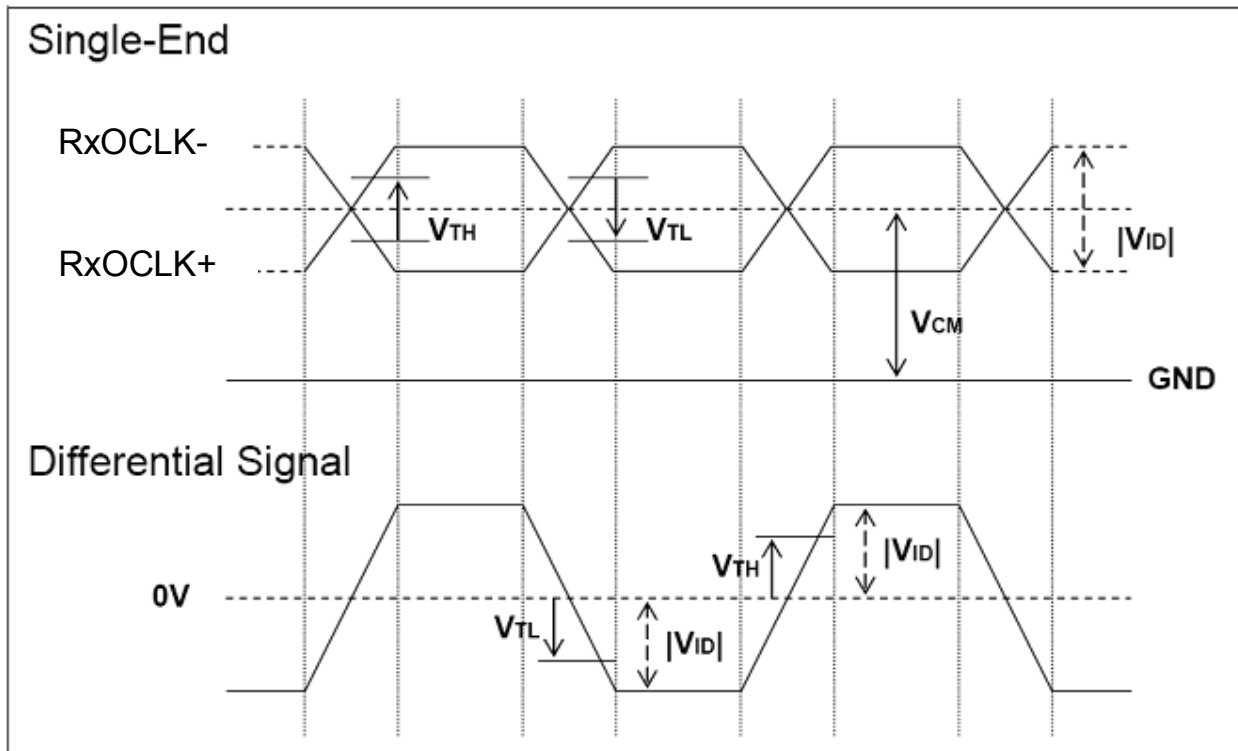 Single-End
RxOCLK-
VTH
VTL
RxOCLK+
|VID|
VCM
GND
Differential Signal
VTH
|VID|
0V
VTL
|VID|